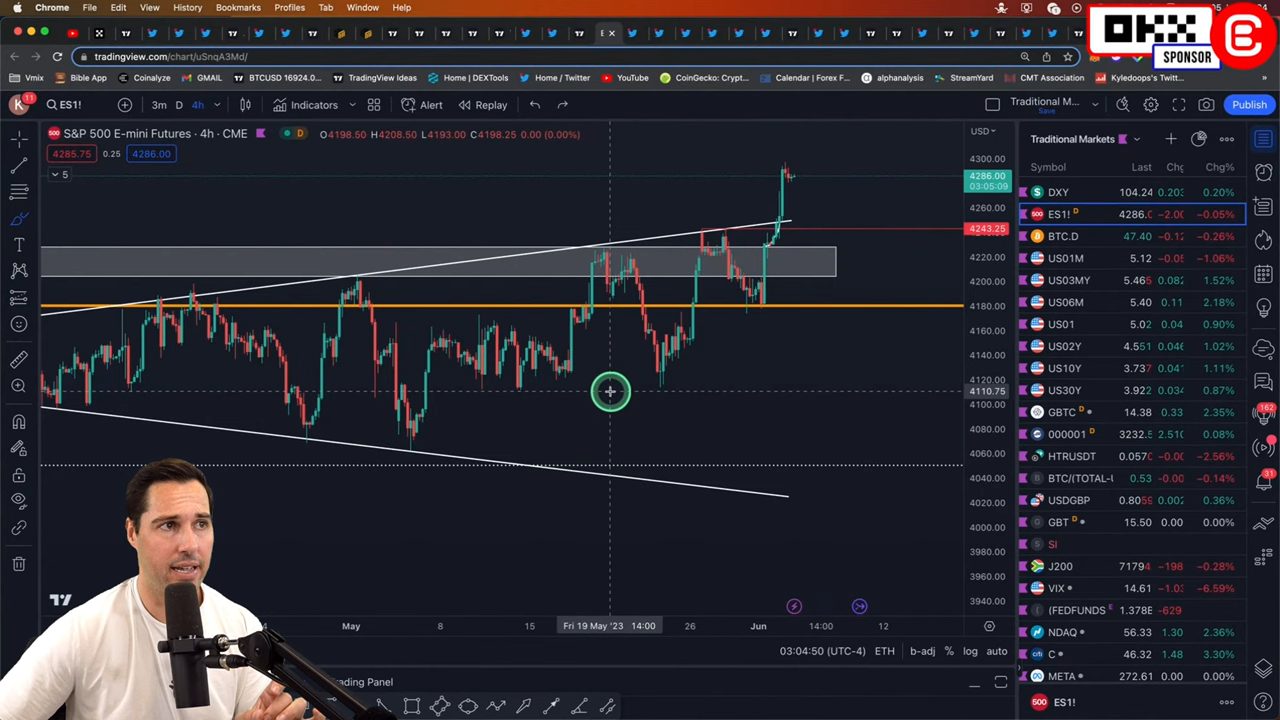 Chrome File Edit View History Bookmarks Profiles Tab Window Help
OKX
SPONSOR
tradingview.com/chart/uSnqA3Md/
Vmix Bible App Coinalyze GMAIL BTCUSD 16924.0... TradingView Ideas Home | DEXTools Home / Twitter YouTube CoinGecko: Crypt... Calendar | Forex F... alphanalysis StreamYard CMT Association Kyledoops's Twitt...
K 11 ES1! 3m D 4h Indicators Alert Replay Traditional M... Save Publish
S&P 500 E-mini Futures · 4h · CME D O4198.50 H4208.50 L4193.00 C4198.25 0.00 (0.00%) USD
4285.75 0.25 4286.00
5
4300.00
4286.00
03:05:09
4260.00
4243.25
4220.00
4200.00
4180.00
4160.00
4140.00
4120.00
4110.75
4100.00
4080.00
4060.00
4040.00
4020.00
4000.00
3980.00
3960.00
3940.00
4 May 8 15 Fri 19 May '23 14:00 26 Jun 14:00 12
03:04:50 (UTC-4) ETH b-adj % log auto
Trading Panel
Traditional Markets
Symbol Last Chg Chg%
DXY 104.24 0.203 0.20%
ES1! D 4286.0 -2.00 -0.05%
BTC.D 47.40 -0.12 -0.26%
US01M 5.12 -0.05 -1.06%
US03MY 5.465 0.082 1.52%
US06M 5.40 0.11 2.18%
US01 5.02 0.04 0.90%
US02Y 4.551 0.046 1.02%
US10Y 3.737 0.041 1.11%
US30Y 3.922 0.034 0.87%
GBTC 14.38 0.33 2.35%
000001 D 3232.5 2.510 0.08%
HTRUSDT 0.0570 -0.00 -2.56%
BTC/(TOTAL-U 0.53 -0.00 -0.14%
USDGBP 0.8059 0.002 0.36%
GBT D 15.50 0.00 0.00%
SI
J200 71794 -198 -0.28%
VIX 14.61 -1.03 -6.59%
(FEDFUNDS E 1.378B -629
NDAQ 56.33 1.30 2.36%
C 46.32 1.48 3.30%
META 272.61 0.00 0.00%
ES1!
162
31